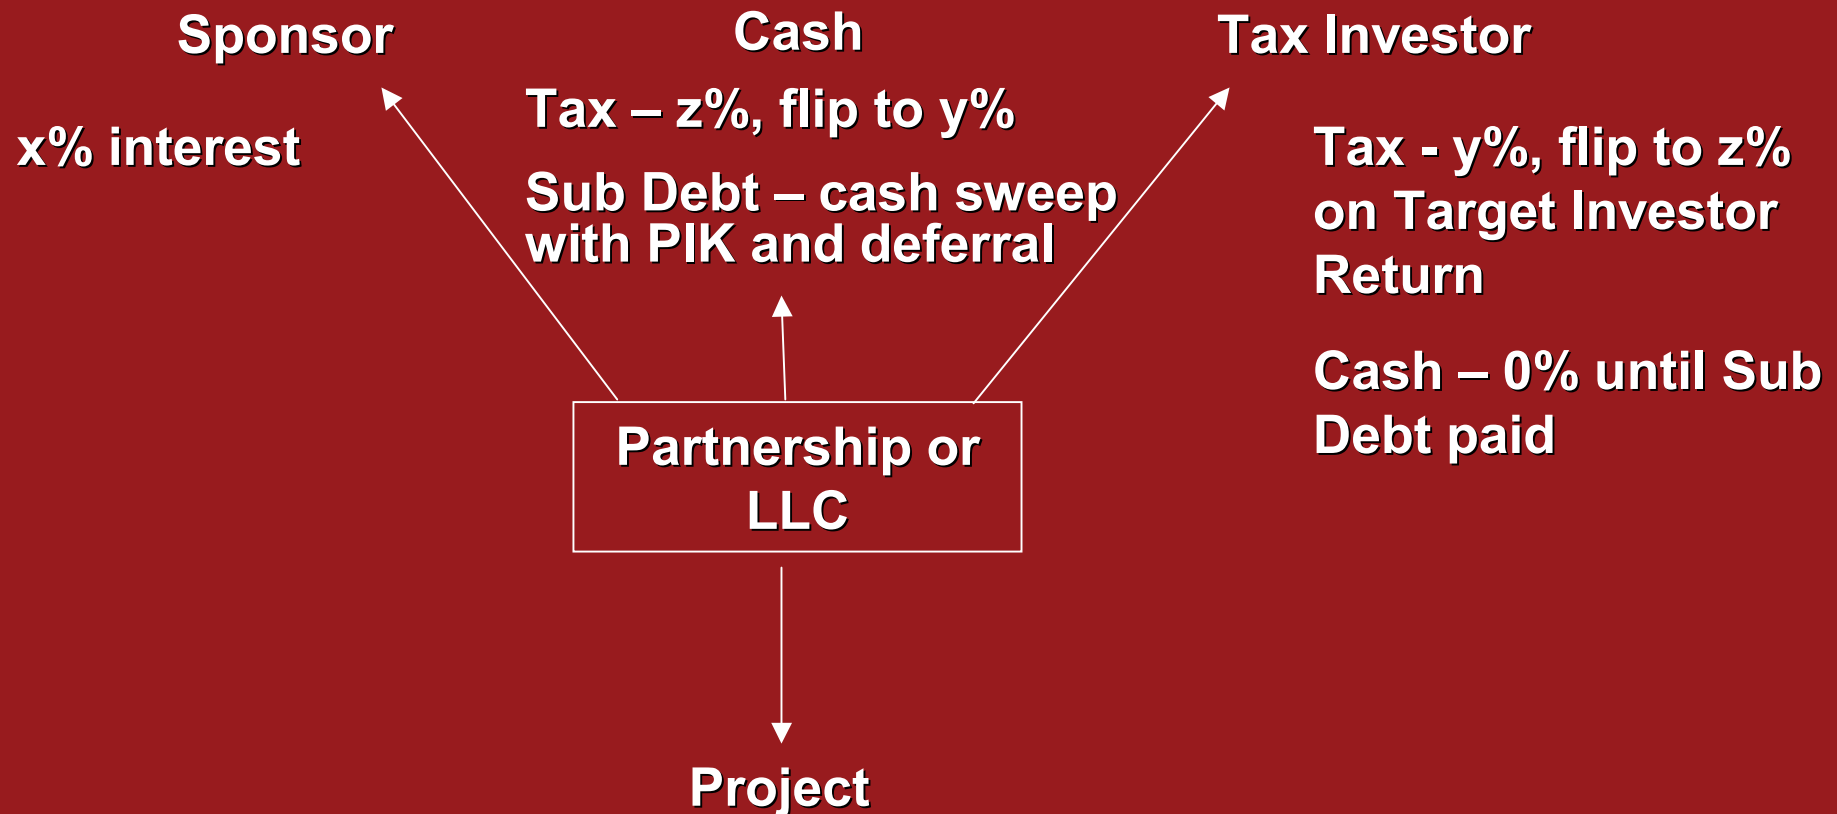 Sponsor
x% interest
Cash
Tax – z%, flip to y%
Sub Debt – cash sweep
with PIK and deferral
Tax Investor
Tax - y%, flip to z%
on Target Investor
Return
Cash – 0% until Sub
Debt paid
Partnership or
LLC
Project